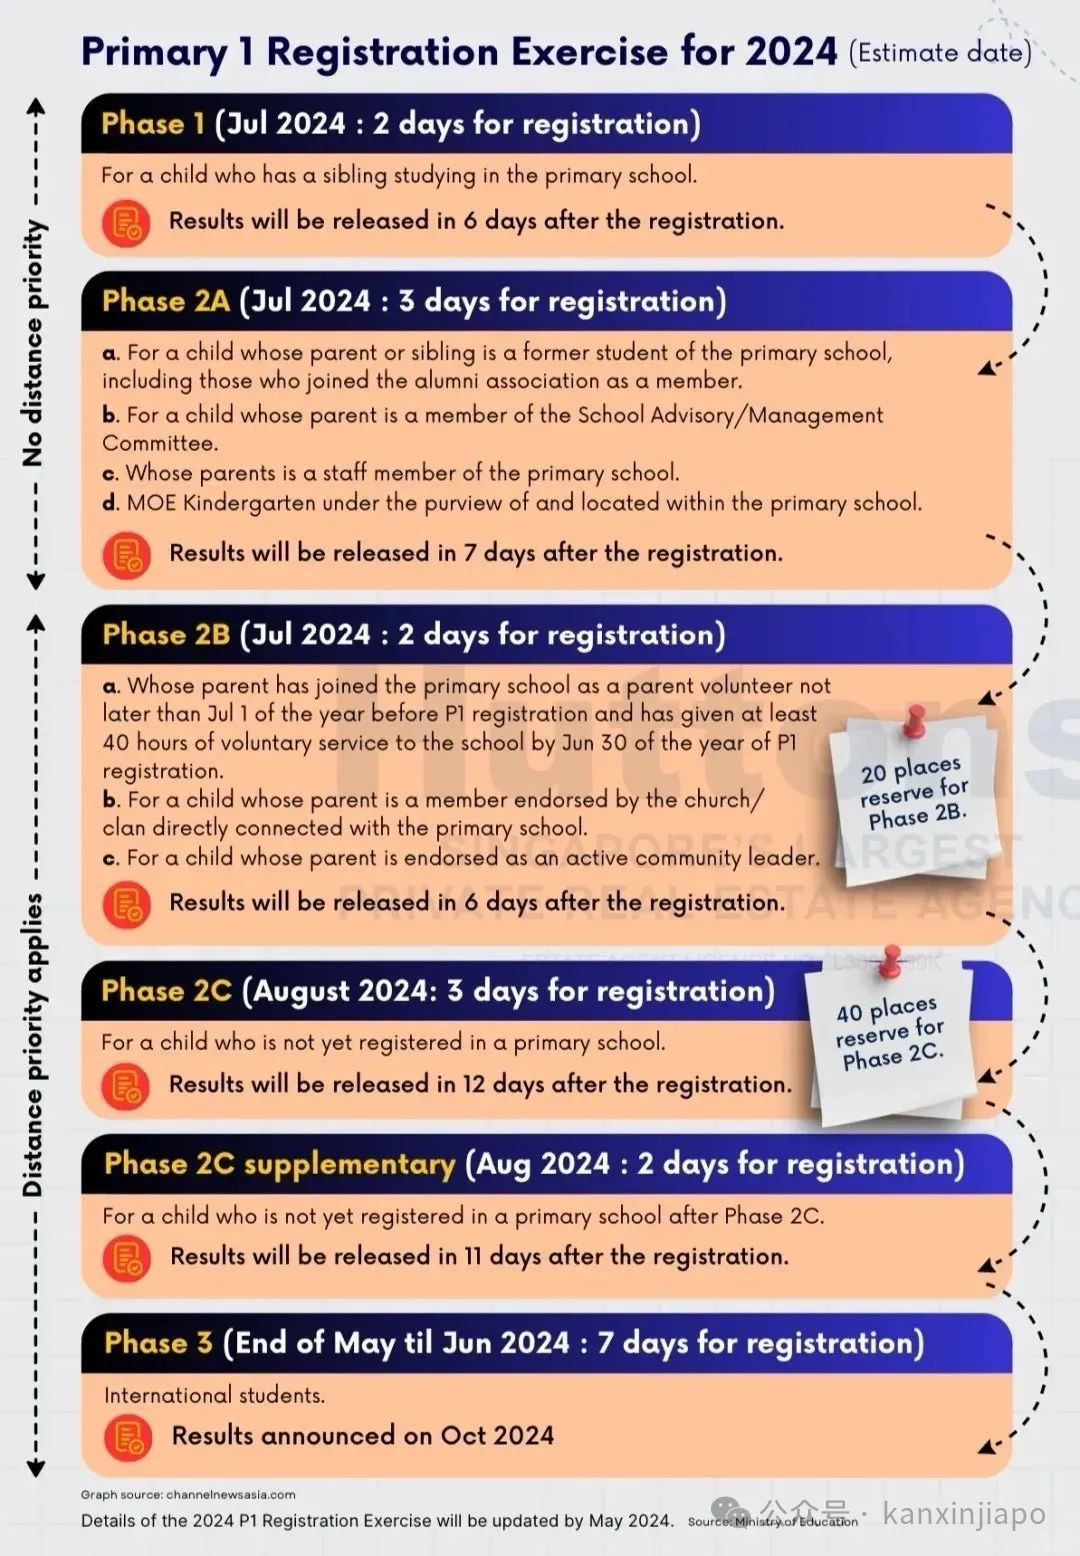 Primary 1 Registration Exercise for 2024 (Estimate date)
No distance priority
Phase 1 (Jul 2024 : 2 days for registration)
For a child who has a sibling studying in the primary school.
Results will be released in 6 days after the registration.
Phase 2A (Jul 2024 : 3 days for registration)
a. For a child whose parent or sibling is a former student of the primary school,
including those who joined the alumni association as a member.
b. For a child whose parent is a member of the School Advisory/Management
Committee.
c. Whose parents is a staff member of the primary school.
d. MOE Kindergarten under the purview of and located within the primary school.
Results will be released in 7 days after the registration.
Distance priority applies
Phase 2B (Jul 2024 : 2 days for registration)
a. Whose parent has joined the primary school as a parent volunteer not
later than Jul 1 of the year before P1 registration and has given at least
40 hours of voluntary service to the school by Jun 30 of the year of P1
registration.
b. For a child whose parent is a member endorsed by the church/
clan directly connected with the primary school.
c. For a child whose parent is endorsed as an active community leader.
Results will be released in 6 days after the registration.
20 places
reserve for
Phase 2B.
Huttons
SINGAPORE'S LARGEST
PRIVATE REAL ESTATE AGENC
Phase 2C (August 2024: 3 days for registration)
For a child who is not yet registered in a primary school.
Results will be released in 12 days after the registration.
40 places
reserve for
Phase 2C.
Phase 2C supplementary (Aug 2024 : 2 days for registration)
For a child who is not yet registered in a primary school after Phase 2C.
Results will be released in 11 days after the registration.
Phase 3 (End of May til Jun 2024 : 7 days for registration)
International students.
Results announced on Oct 2024
Graph source: channelnewsasia.com
Details of the 2024 P1 Registration Exercise will be updated by May 2024. Source: Ministry of Education
公众号 · kanxinjiapo